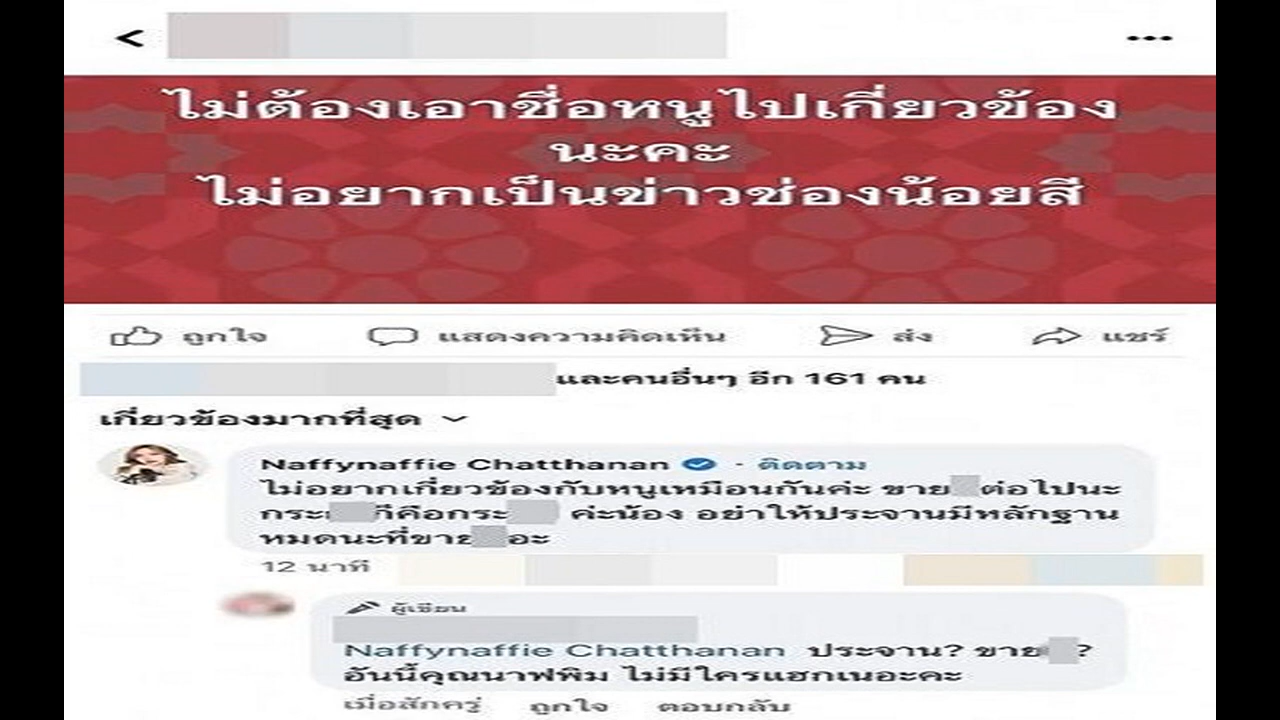 ไม่ต้องเอาชื่อหนูไปเกี่ยวข้อง
นะคะ
ไม่อยากเป็นข่าวช่องน้อยสี
ถูกใจ แสดงความคิดเห็น ส่ง แชร์
และคนอื่นๆ อีก 161 คน
เกี่ยวข้องมากที่สุด
Naffynaffie Chatthanan · ติดตาม
ไม่อยากเกี่ยวข้องกับหนูเหมือนกันค่ะ ขาย ต่อไปนะ
กระ ก็คือกระ ค่ะน้อง อย่าให้ประจานมีหลักฐาน
หมดนะที่ขาย อะ
12 นาที
ผู้เขียน
Naffynaffie Chatthanan ประจาน? ขาย ?
อันนี้คุณนาฟพิม ไม่มีใครแฮกเนอะคะ
เมื่อสักครู่ ถูกใจ ตอบกลับ